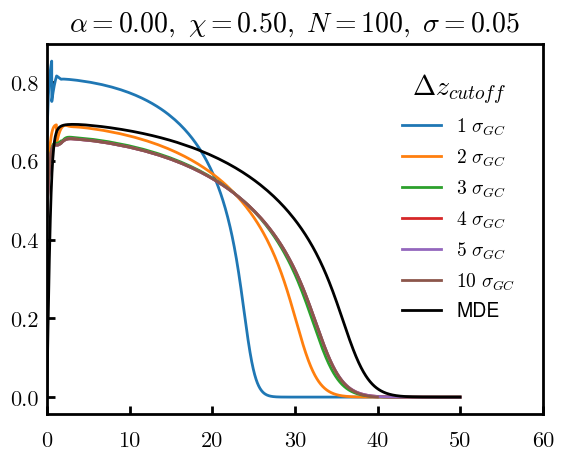 α = 0.00, χ = 0.50, N = 100, σ = 0.05
Δz_cutoff
1 σ_GC
2 σ_GC
3 σ_GC
4 σ_GC
5 σ_GC
10 σ_GC
MDE
0.8
0.6
0.4
0.2
0.0
0 10 20 30 40 50 60